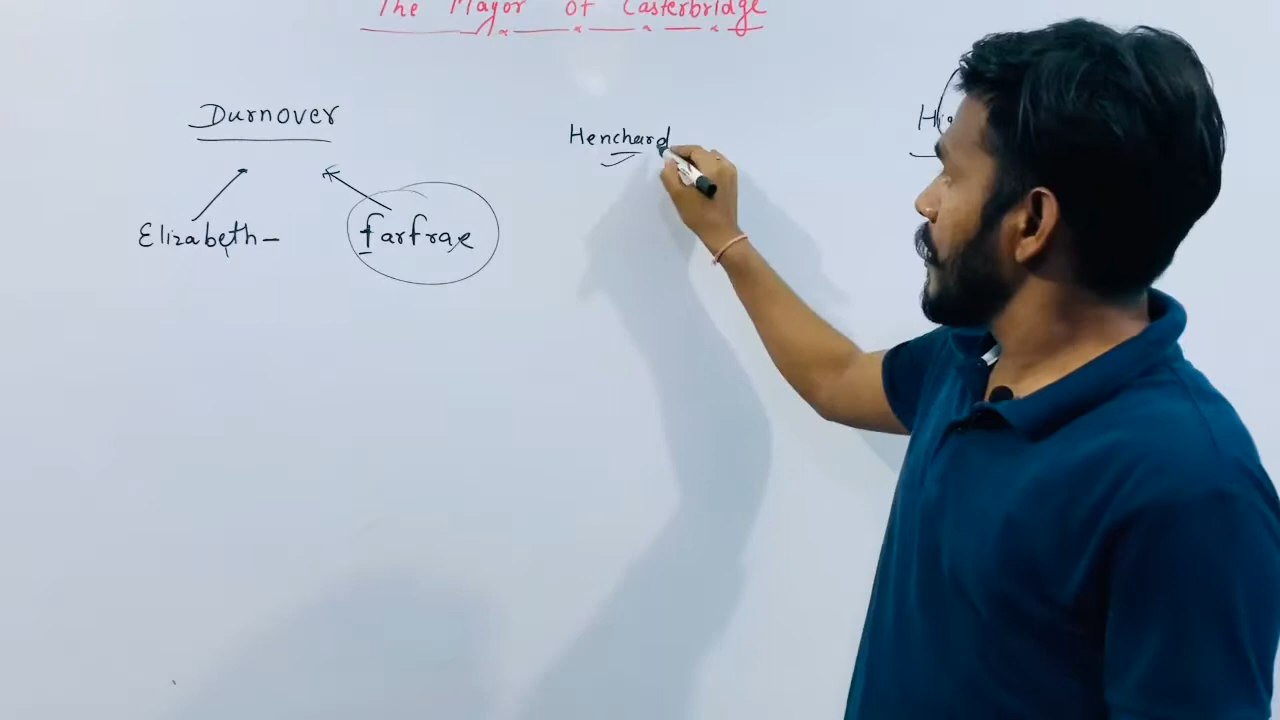 The Mayor of Casterbridge
Durnover
Henchard
Elizabeth-
farfrae